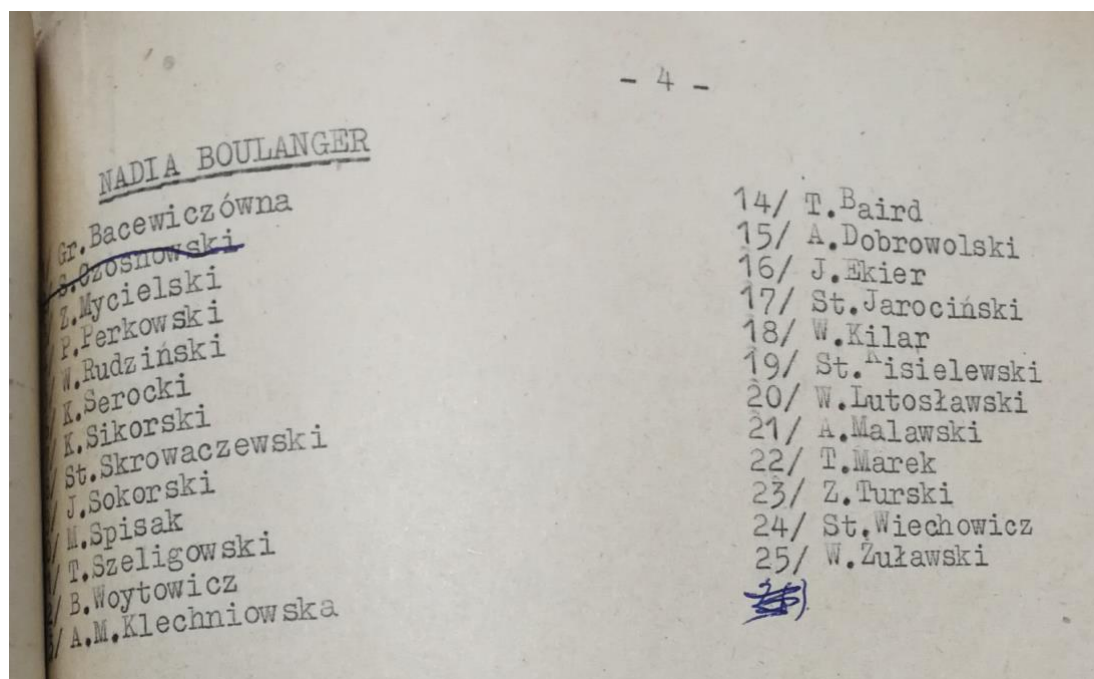 - 4 -
NADIA BOULANGER
/ Gr.Bacewiczówna
/ S.Czosnowski
/ Z.Mycielski
/ P.Perkowski
/ W.Rudziński
/ K.Serocki
/ K.Sikorski
/ St.Skrowaczewski
/ J.Sokorski
/ M.Spisak
/ T.Szeligowski
/ B.Woytowicz
/ A.M.Klechniowska
14/ T.Baird
15/ A.Dobrowolski
16/ J.Ekier
17/ St.Jarociński
18/ W.Kilar
19/ St.Kisielewski
20/ W.Lutosławski
21/ A.Malawski
22/ T.Marek
23/ Z.Turski
24/ St.Wiechowicz
25/ W.Żuławski